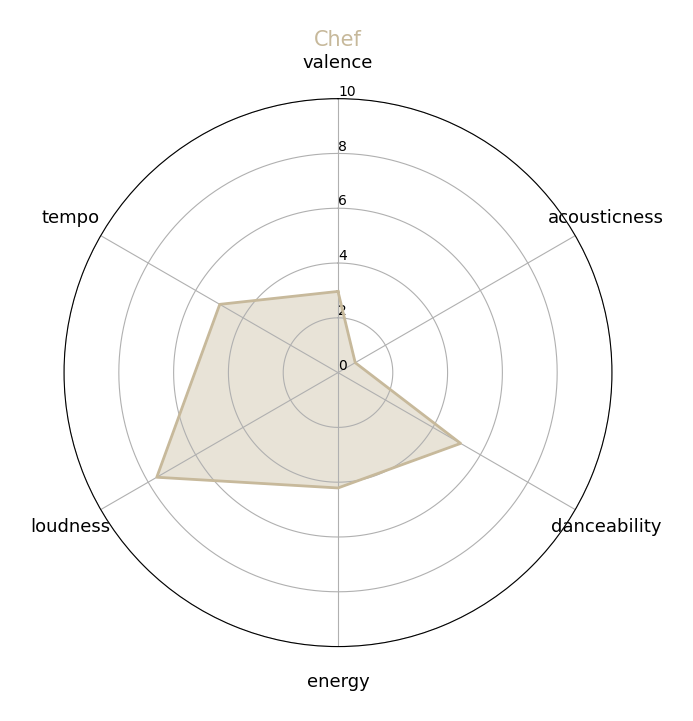 Chef
valence
10
8
acousticness
tempo
6
4
2
0
loudness
danceability
energy